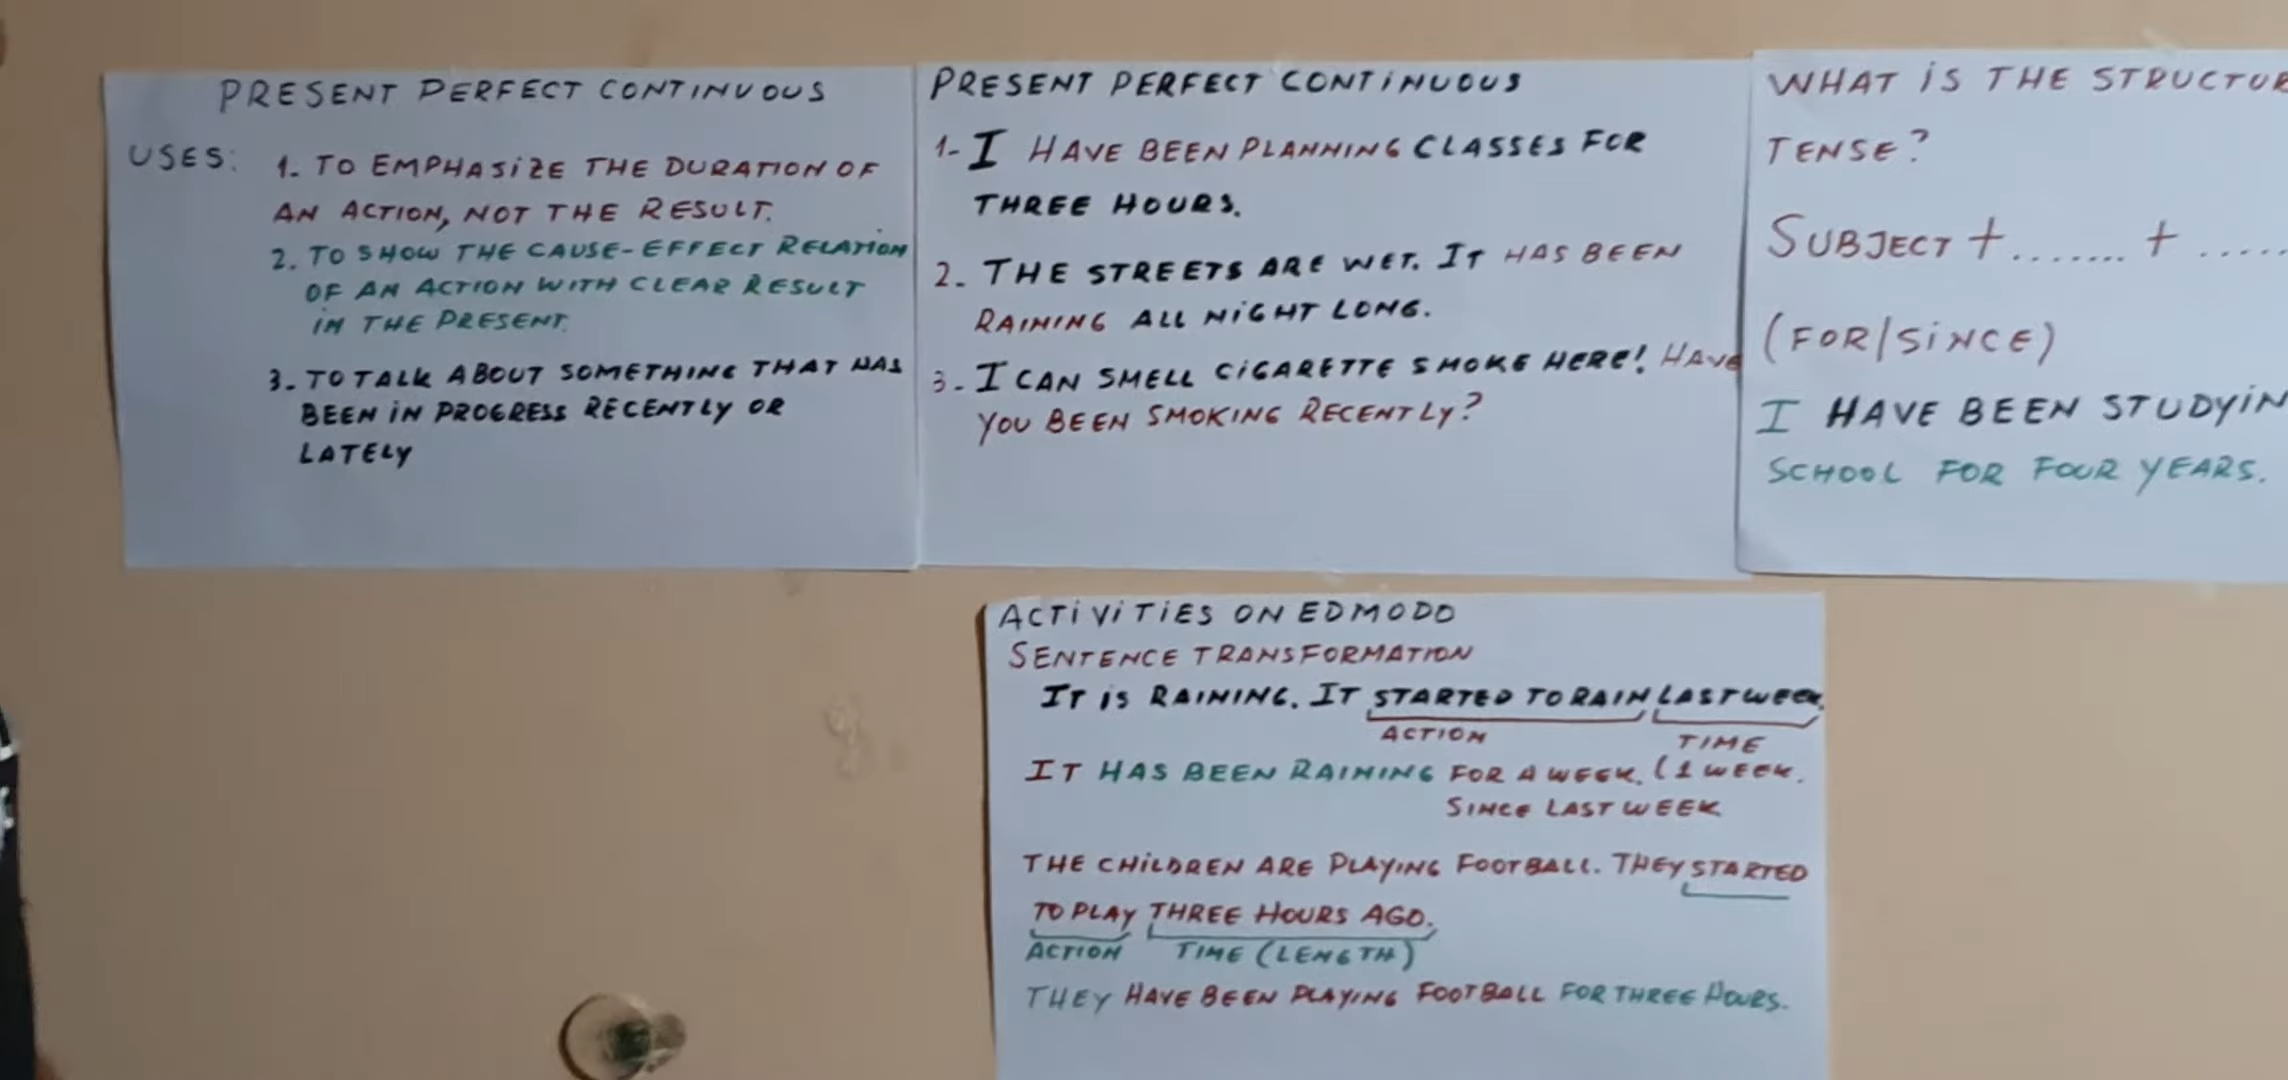 PRESENT PERFECT CONTINUOUS
USES: 1. TO EMPHASIZE THE DURATION OF
AN ACTION, NOT THE RESULT.
2. TO SHOW THE CAUSE-EFFECT RELATION
OF AN ACTION WITH CLEAR RESULT
IN THE PRESENT.
3. TO TALK ABOUT SOMETHING THAT HAS
BEEN IN PROGRESS RECENTLY OR
LATELY
PRESENT PERFECT CONTINUOUS
1- I HAVE BEEN PLANNING CLASSES FOR
THREE HOURS.
2. THE STREETS ARE WET. IT HAS BEEN
RAINING ALL NIGHT LONG.
3. I CAN SMELL CIGARETTE SMOKE HERE! HAVE
YOU BEEN SMOKING RECENTLY?
WHAT IS THE STRUCTUR
TENSE?
SUBJECT + ........ + .....
(FOR/SINCE)
I HAVE BEEN STUDYIN
SCHOOL FOR FOUR YEARS.
ACTIVITIES ON EDMODO
SENTENCE TRANSFORMATION
IT IS RAINING. IT STARTED TO RAIN LAST WEEK.
ACTION TIME
IT HAS BEEN RAINING FOR A WEEK. (1 WEEK.
SINCE LAST WEEK
THE CHILDREN ARE PLAYING FOOTBALL. THEY STARTED
TO PLAY THREE HOURS AGO.
ACTION TIME (LENGTH)
THEY HAVE BEEN PLAYING FOOTBALL FOR THREE HOURS.